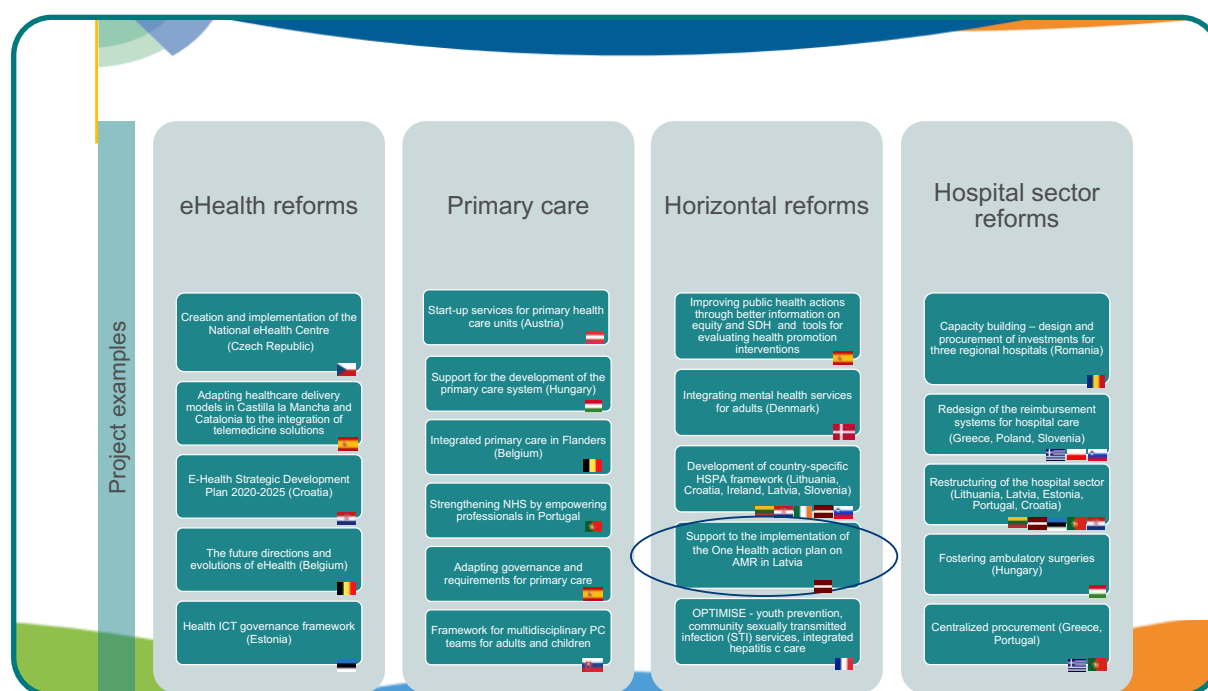 Project examples
eHealth reforms
Creation and implementation of the
National eHealth Centre
(Czech Republic)
Adapting healthcare delivery
models in Castilla la Mancha and
Catalonia to the integration of
telemedicine solutions
E-Health Strategic Development
Plan 2020-2025 (Croatia)
The future directions and
evolutions of eHealth (Belgium)
Health ICT governance framework
(Estonia)
Primary care
Start-up services for primary health
care units (Austria)
Support for the development of the
primary care system (Hungary)
Integrated primary care in Flanders
(Belgium)
Strengthening NHS by empowering
professionals in Portugal
Adapting governance and
requirements for primary care
Framework for multidisciplinary PC
teams for adults and children
Horizontal reforms
Improving public health actions
through better information on
equity and SDH and tools for
evaluating health promotion
interventions
Integrating mental health services
for adults (Denmark)
Development of country-specific
HSPA framework (Lithuania,
Croatia, Ireland, Latvia, Slovenia)
Support to the implementation of
the One Health action plan on
AMR in Latvia
OPTIMISE - youth prevention,
community sexually transmitted
infection (STI) services, integrated
hepatitis c care
Hospital sector
reforms
Capacity building – design and
procurement of investments for
three regional hospitals (Romania)
Redesign of the reimbursement
systems for hospital care
(Greece, Poland, Slovenia)
Restructuring of the hospital sector
(Lithuania, Latvia, Estonia,
Portugal, Croatia)
Fostering ambulatory surgeries
(Hungary)
Centralized procurement (Greece,
Portugal)